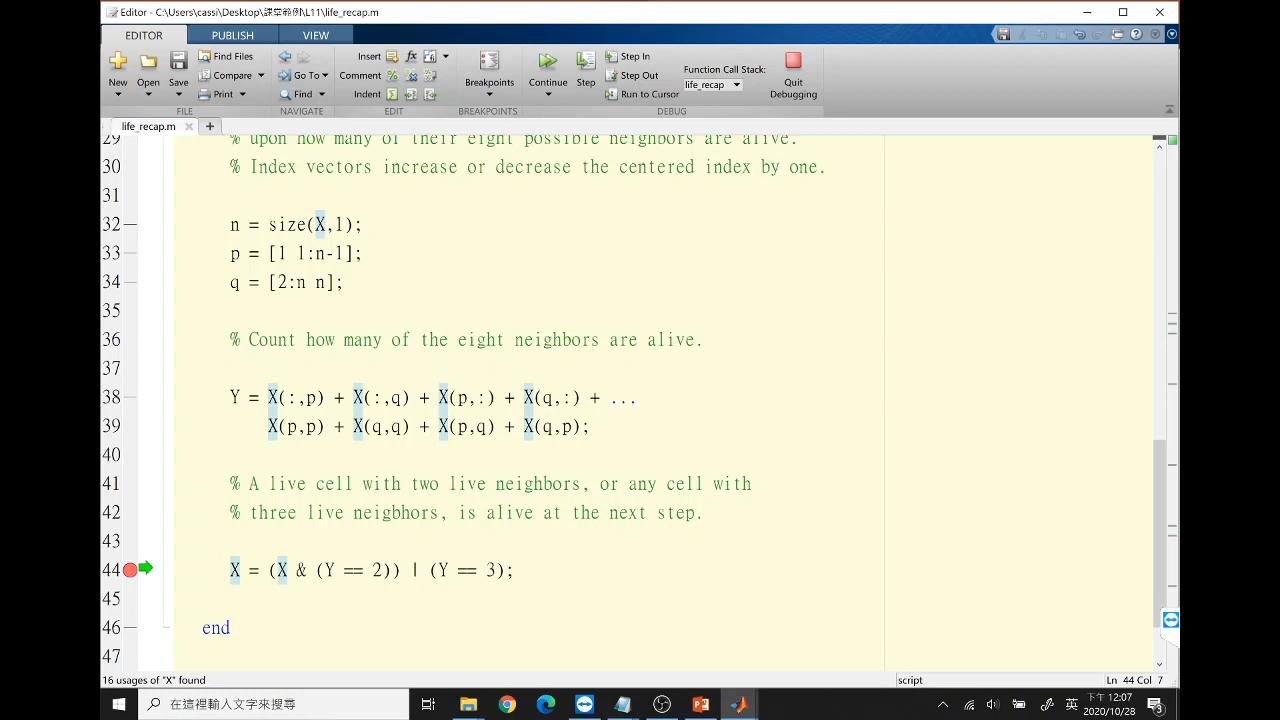 Editor - C:\Users\cassi\Desktop\課堂範例\L11\life_recap.m
EDITOR PUBLISH VIEW
New Open Save Find Files Compare Print FILE
Go To Find NAVIGATE
Insert fx Comment Indent EDIT
Breakpoints BREAKPOINTS
Continue Step Step In Step Out Run to Cursor Function Call Stack: life_recap Quit Debugging DEBUG
life_recap.m
29 % upon how many of their eight possible neighbors are alive.
30 % Index vectors increase or decrease the centered index by one.
31
32 n = size(X,1);
33 p = [1 1:n-1];
34 q = [2:n n];
35
36 % Count how many of the eight neighbors are alive.
37
38 Y = X(:,p) + X(:,q) + X(p,:) + X(q,:) + ...
39 X(p,p) + X(q,q) + X(p,q) + X(q,p);
40
41 % A live cell with two live neighbors, or any cell with
42 % three live neigbhors, is alive at the next step.
43
44 X = (X & (Y == 2)) | (Y == 3);
45
46 end
47
16 usages of "X" found script Ln 44 Col 7
在這裡輸入文字來搜尋 英 下午 12:07
2020/10/28 3